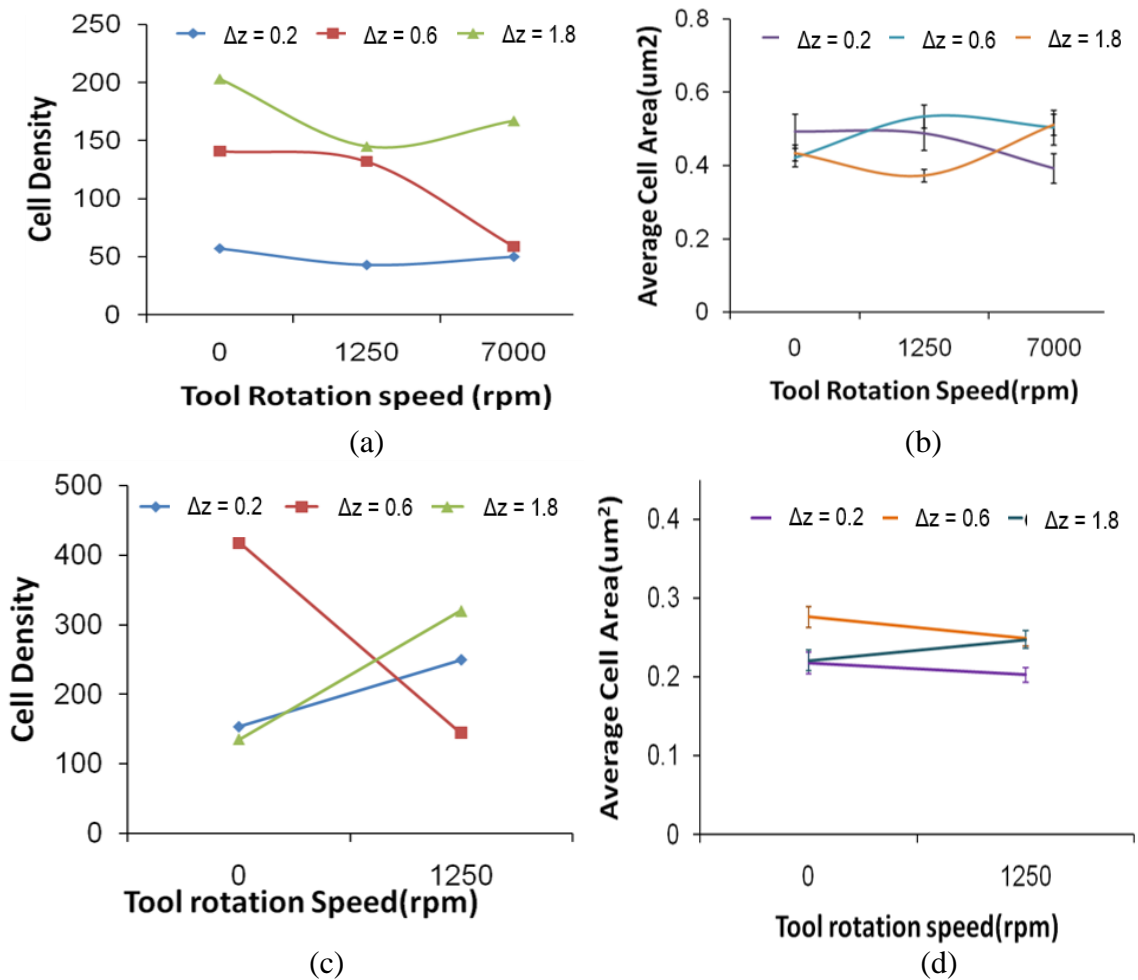 250
200
150
100
50
0
Cell Density
Δz = 0.2 Δz = 0.6 Δz = 1.8
0 1250 7000
Tool Rotation speed (rpm)
(a)
0.8
0.6
0.4
0.2
0
Average Cell Area(um2)
Δz = 0.2 Δz = 0.6 Δz = 1.8
0 1250 7000
Tool Rotation Speed(rpm)
(b)
500
400
300
200
100
0
Cell Density
Δz = 0.2 Δz = 0.6 Δz = 1.8
0 1250
Tool rotation Speed(rpm)
(c)
0.4
0.3
0.2
0.1
0
Average Cell Area(um²)
Δz = 0.2 Δz = 0.6 Δz = 1.8
0 1250
Tool rotation speed(rpm)
(d)